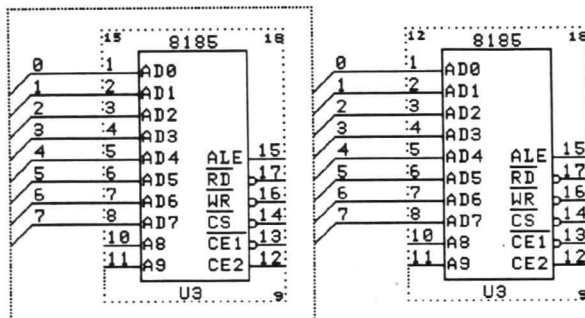 15 8185 18
0 1 AD0
1 2 AD1
2 3 AD2
3 4 AD3
4 5 AD4 ALE 15
5 6 AD5 RD 17
6 7 AD6 WR 16
7 8 AD7 CS 14
10 A8 CE1 13
11 A9 CE2 12
U3 9
12 8185 18
0 1 AD0
1 2 AD1
2 3 AD2
3 4 AD3
4 5 AD4 ALE 15
5 6 AD5 RD 17
6 7 AD6 WR 16
7 8 AD7 CS 14
10 A8 CE1 13
11 A9 CE2 12
U3 9